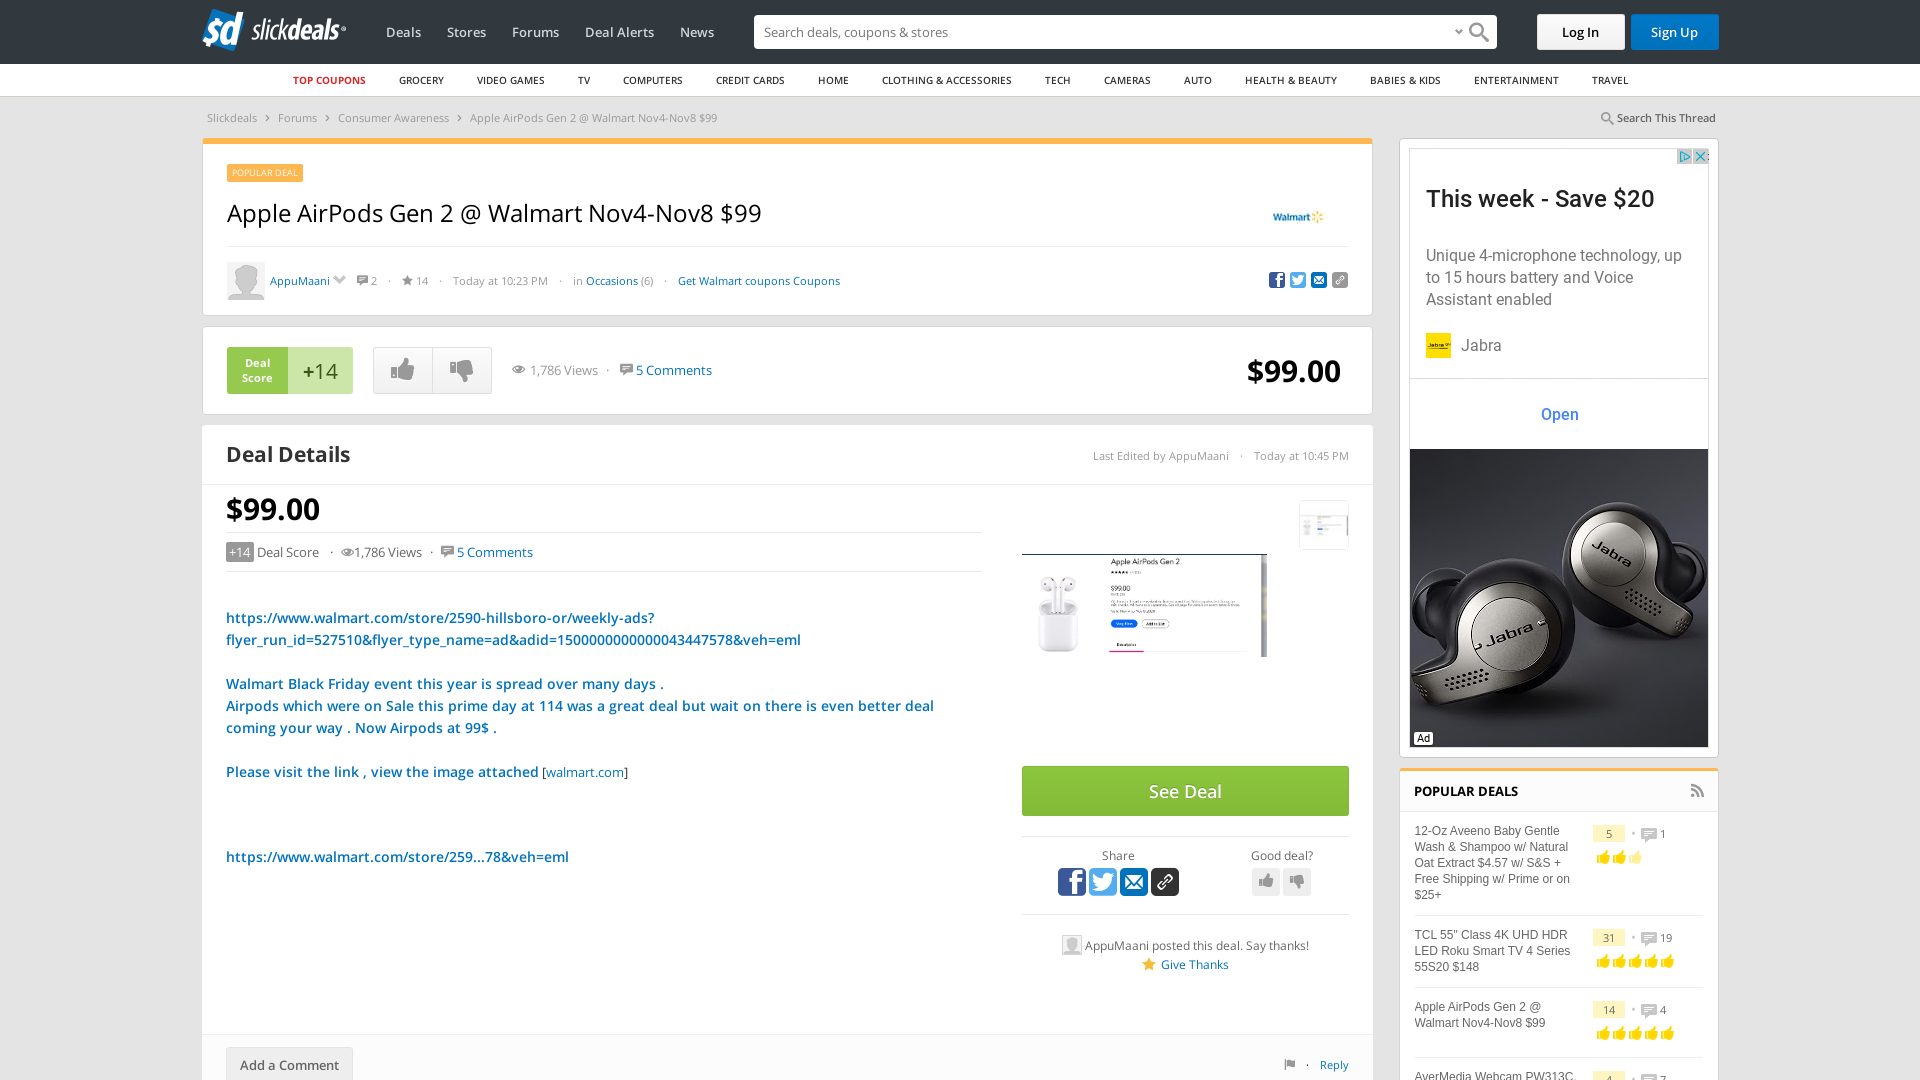 slickdeals
Deals
Stores
Forums
Deal Alerts
News
Search deals, coupons & stores
Log In
Sign Up
TOP COUPONS
GROCERY
VIDEO GAMES
TV
COMPUTERS
CREDIT CARDS
HOME
CLOTHING & ACCESSORIES
TECH
CAMERAS
AUTO
HEALTH & BEAUTY
BABIES & KIDS
ENTERTAINMENT
TRAVEL
Slickdeals › Forums › Consumer Awareness › Apple AirPods Gen 2 @ Walmart Nov4-Nov8 $99
Search This Thread
POPULAR DEAL
Apple AirPods Gen 2 @ Walmart Nov4-Nov8 $99
Walmart
AppuMaani 2 · 14 · Today at 10:23 PM · in Occasions (6) · Get Walmart coupons Coupons
Deal
Score
+14
1,786 Views · 5 Comments
$99.00
Deal Details
Last Edited by AppuMaani · Today at 10:45 PM
$99.00
+14 Deal Score · 1,786 Views · 5 Comments
https://www.walmart.com/store/2590-hillsboro-or/weekly-ads?
flyer_run_id=527510&flyer_type_name=ad&adid=1500000000000043447578&veh=eml
Walmart Black Friday event this year is spread over many days .
Airpods which were on Sale this prime day at 114 was a great deal but wait on there is even better deal
coming your way . Now Airpods at 99$ .
Please visit the link , view the image attached [walmart.com]
https://www.walmart.com/store/259...78&veh=eml
Apple AirPods Gen 2
$99.00
See Deal
Share
Good deal?
AppuMaani posted this deal. Say thanks!
Give Thanks
Add a Comment
· Reply
This week - Save $20
Unique 4-microphone technology, up
to 15 hours battery and Voice
Assistant enabled
Jabra
Open
Jabra
Jabra
Ad
POPULAR DEALS
12-Oz Aveeno Baby Gentle
Wash & Shampoo w/ Natural
Oat Extract $4.57 w/ S&S +
Free Shipping w/ Prime or on
$25+
5 · 1
TCL 55" Class 4K UHD HDR
LED Roku Smart TV 4 Series
55S20 $148
31 · 19
Apple AirPods Gen 2 @
Walmart Nov4-Nov8 $99
14 · 4
AverMedia Webcam PW313C,
4 · 7